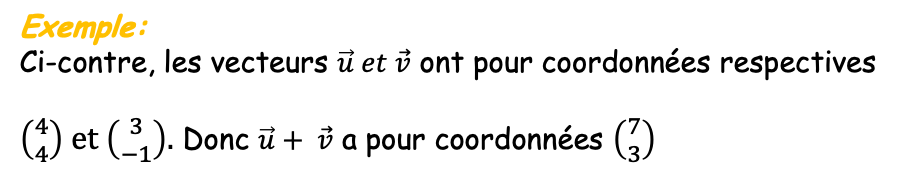 Exemple:
Ci-contre, les vecteurs u⃗ et v⃗ ont pour coordonnées respectives
(4 4) et (3 −1). Donc u⃗ + v⃗ a pour coordonnées (7 3)